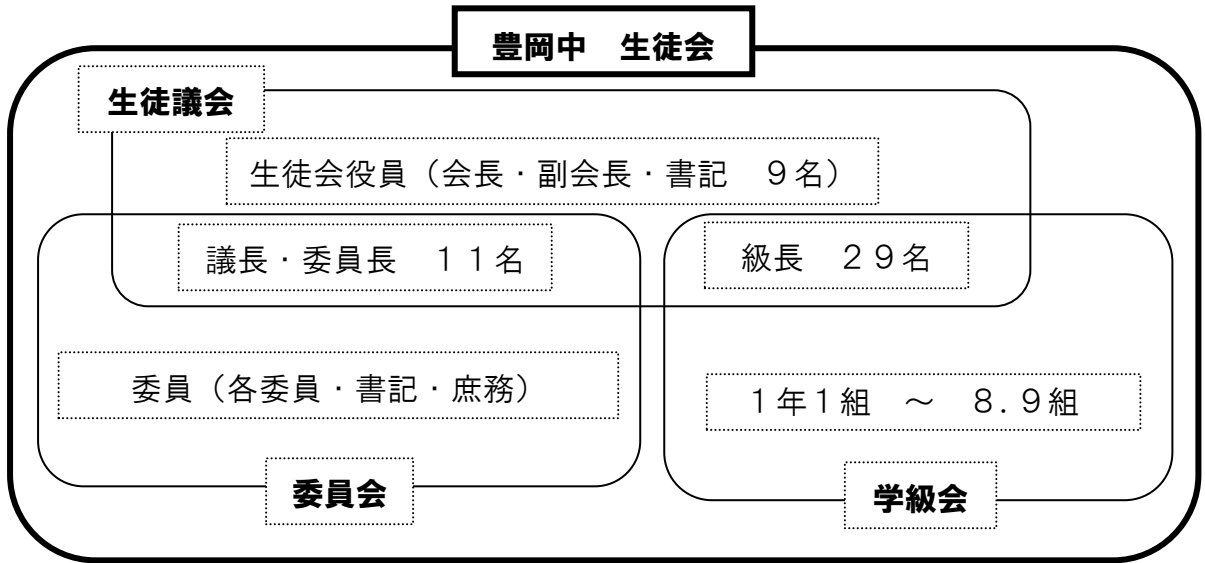 豊岡中　生徒会
生徒議会
生徒会役員（会長・副会長・書記　９名）
議長・委員長　１１名
級長　２９名
委員（各委員・書記・庶務）
１年１組　～　８．９組
委員会
学級会